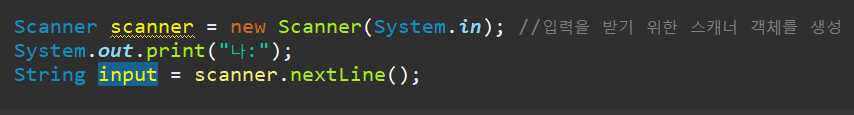 Scanner scanner = new Scanner(System.in); //입력을 받기 위한 스캐너 객체를 생성
System.out.print("나:");
String input = scanner.nextLine();